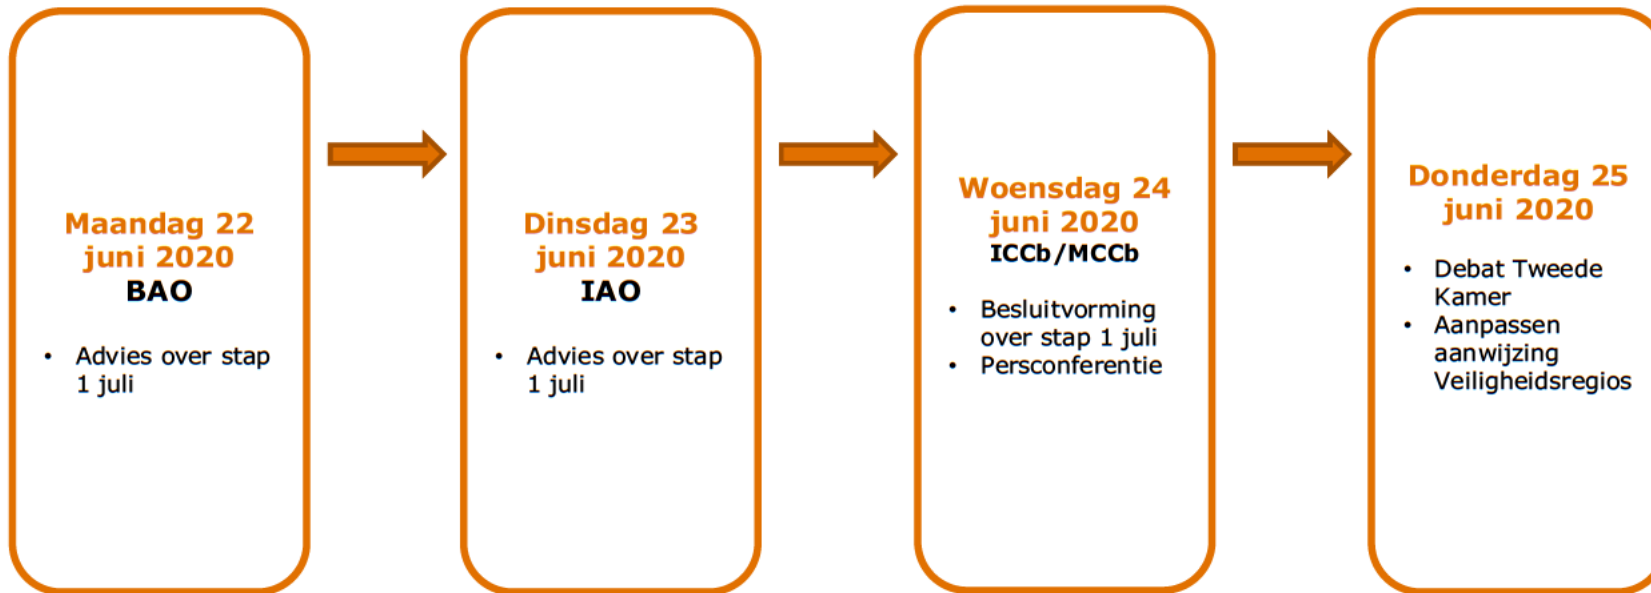 Maandag 22
juni 2020
BAO
• Advies over stap
1 juli
Dinsdag 23
juni 2020
IAO
• Advies over stap
1 juli
Woensdag 24
juni 2020
ICCb/MCCb
• Besluitvorming
over stap 1 juli
• Persconferentie
Donderdag 25
juni 2020
• Debat Tweede
Kamer
• Aanpassen
aanwijzing
Veiligheidsregios